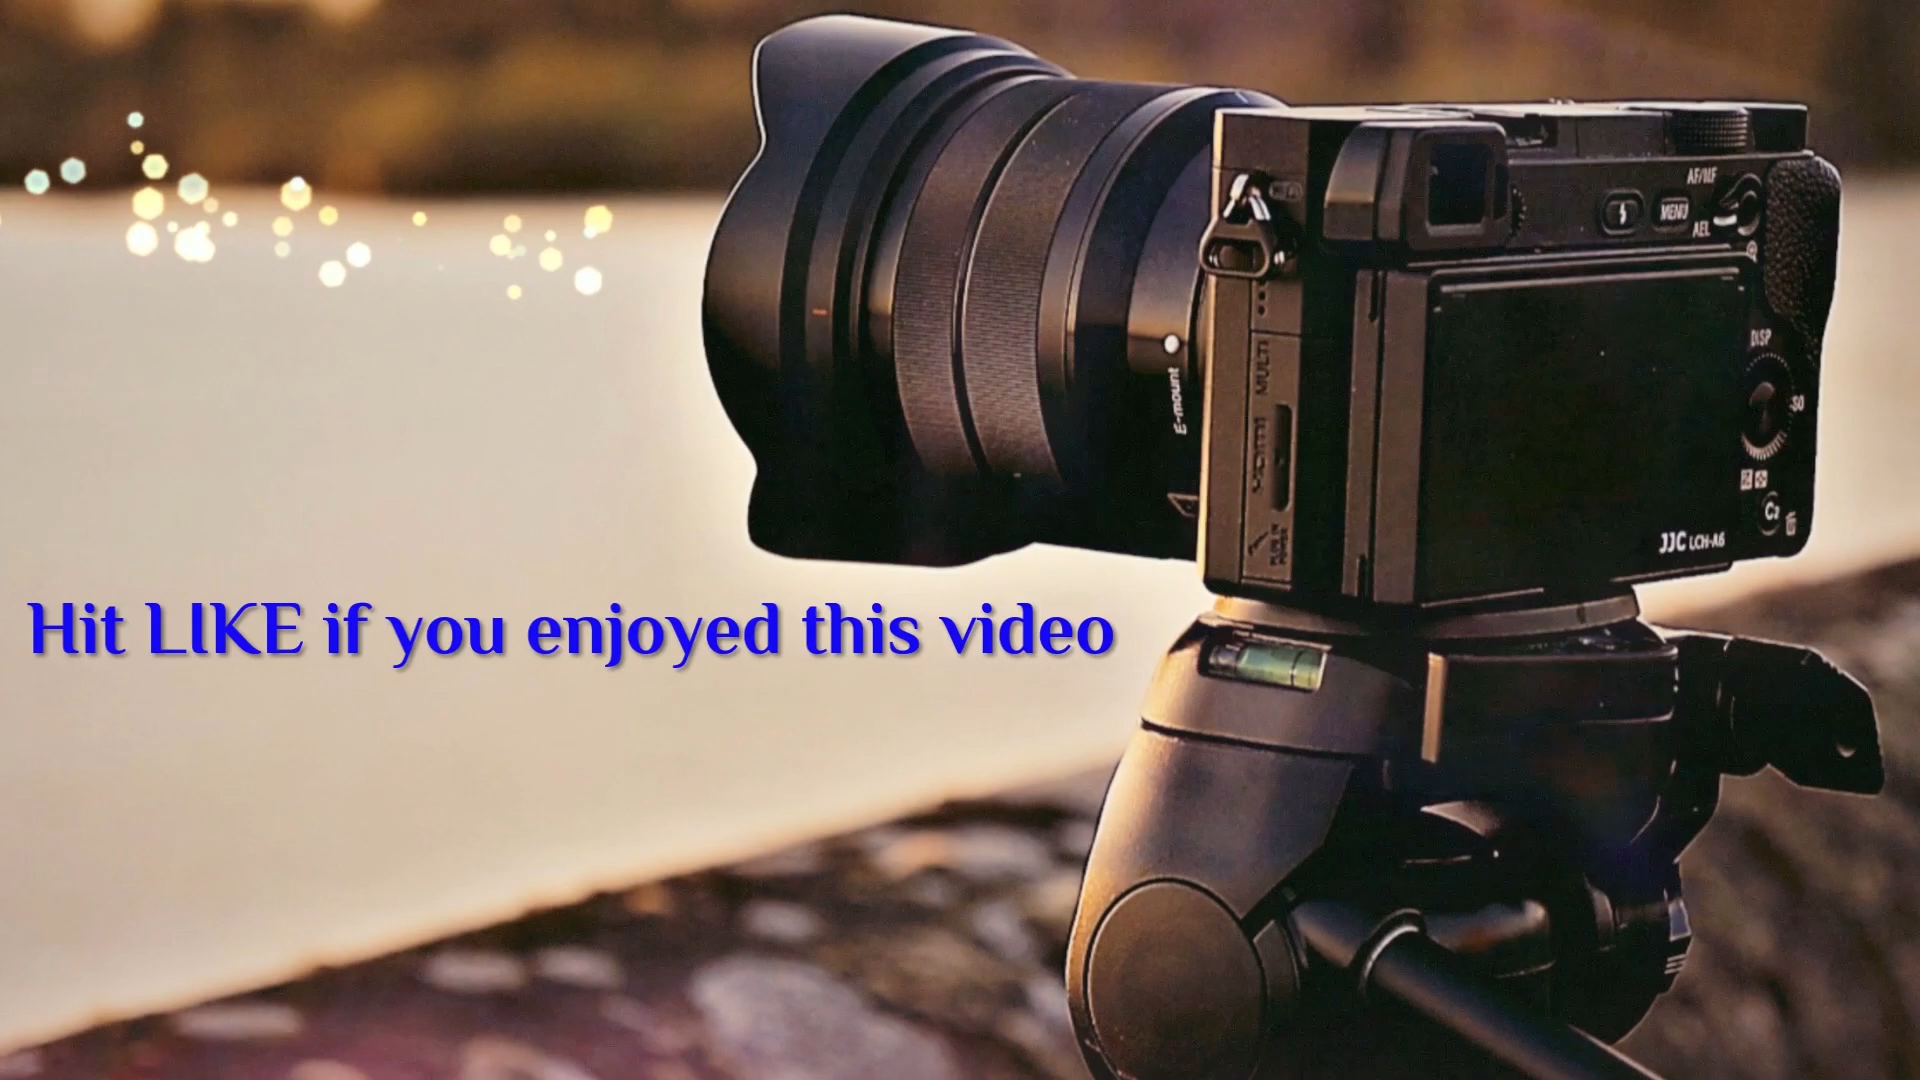 AF/MF
MENU
AEL
DISP
MULTI
E-mount
ISO
HDMI
C2
JJC LCH-A6
Hit LIKE if you enjoyed this video